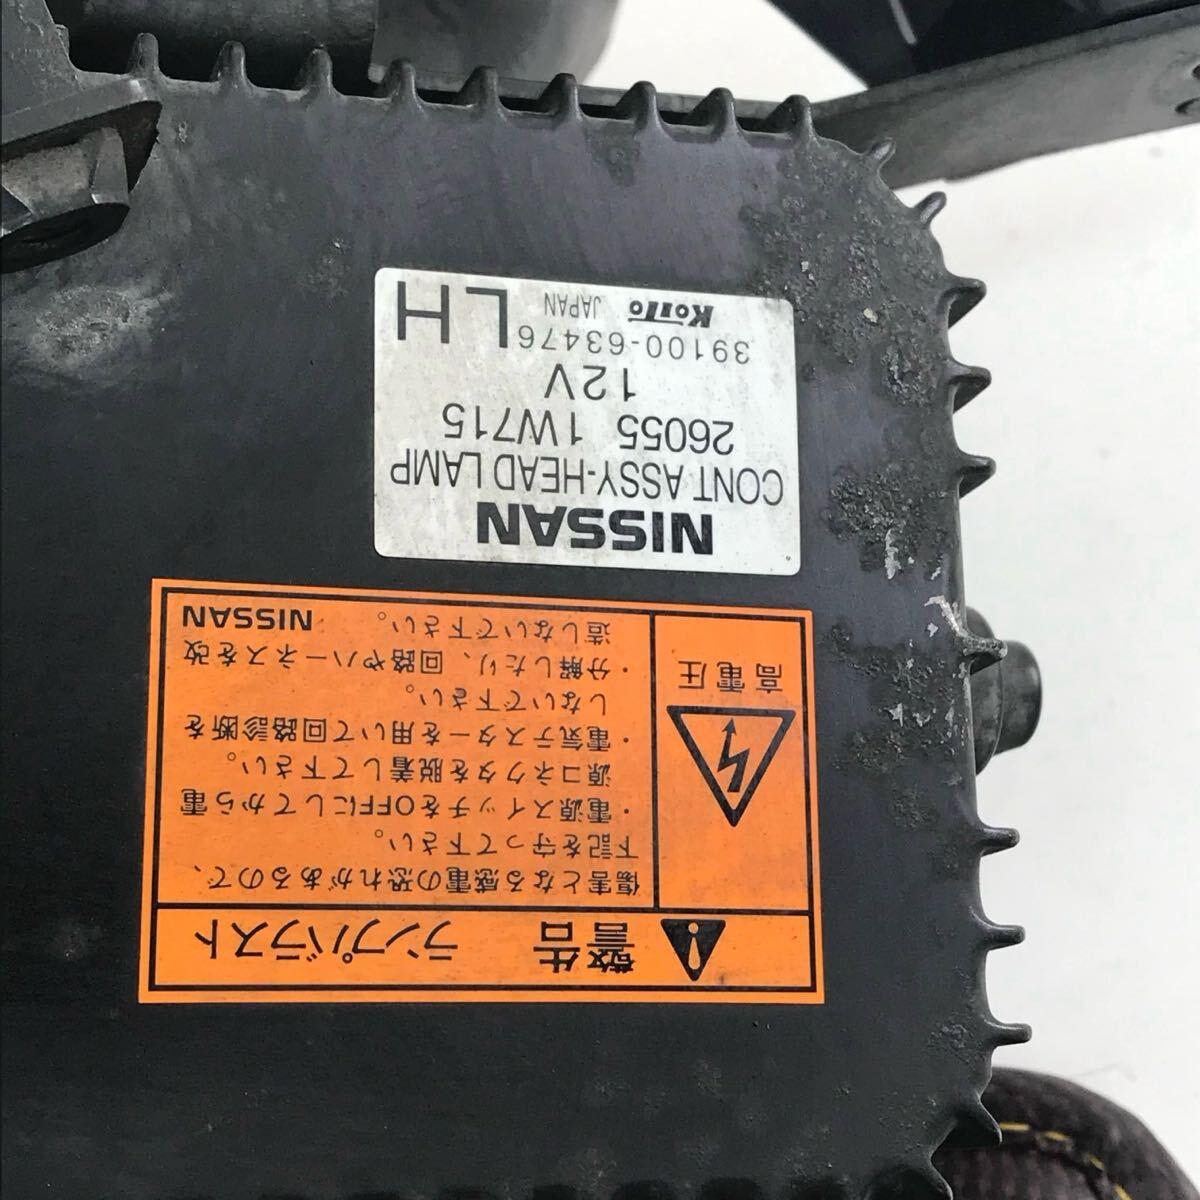 警告 ランプバラスト
高電圧
傷害となる感電の恐れがあるので、
下記を守って下さい。
・電源スイッチをOFFにしてから電
源コネクタを脱着して下さい。
・電気テスターを用いて回路診断を
しないで下さい。
・分解したり、回路やハーネスを改
造しないで下さい。
NISSAN
NISSAN
CONT ASSY-HEAD LAMP
26055 1W715
12V
39100-63476
Koito JAPAN
LH